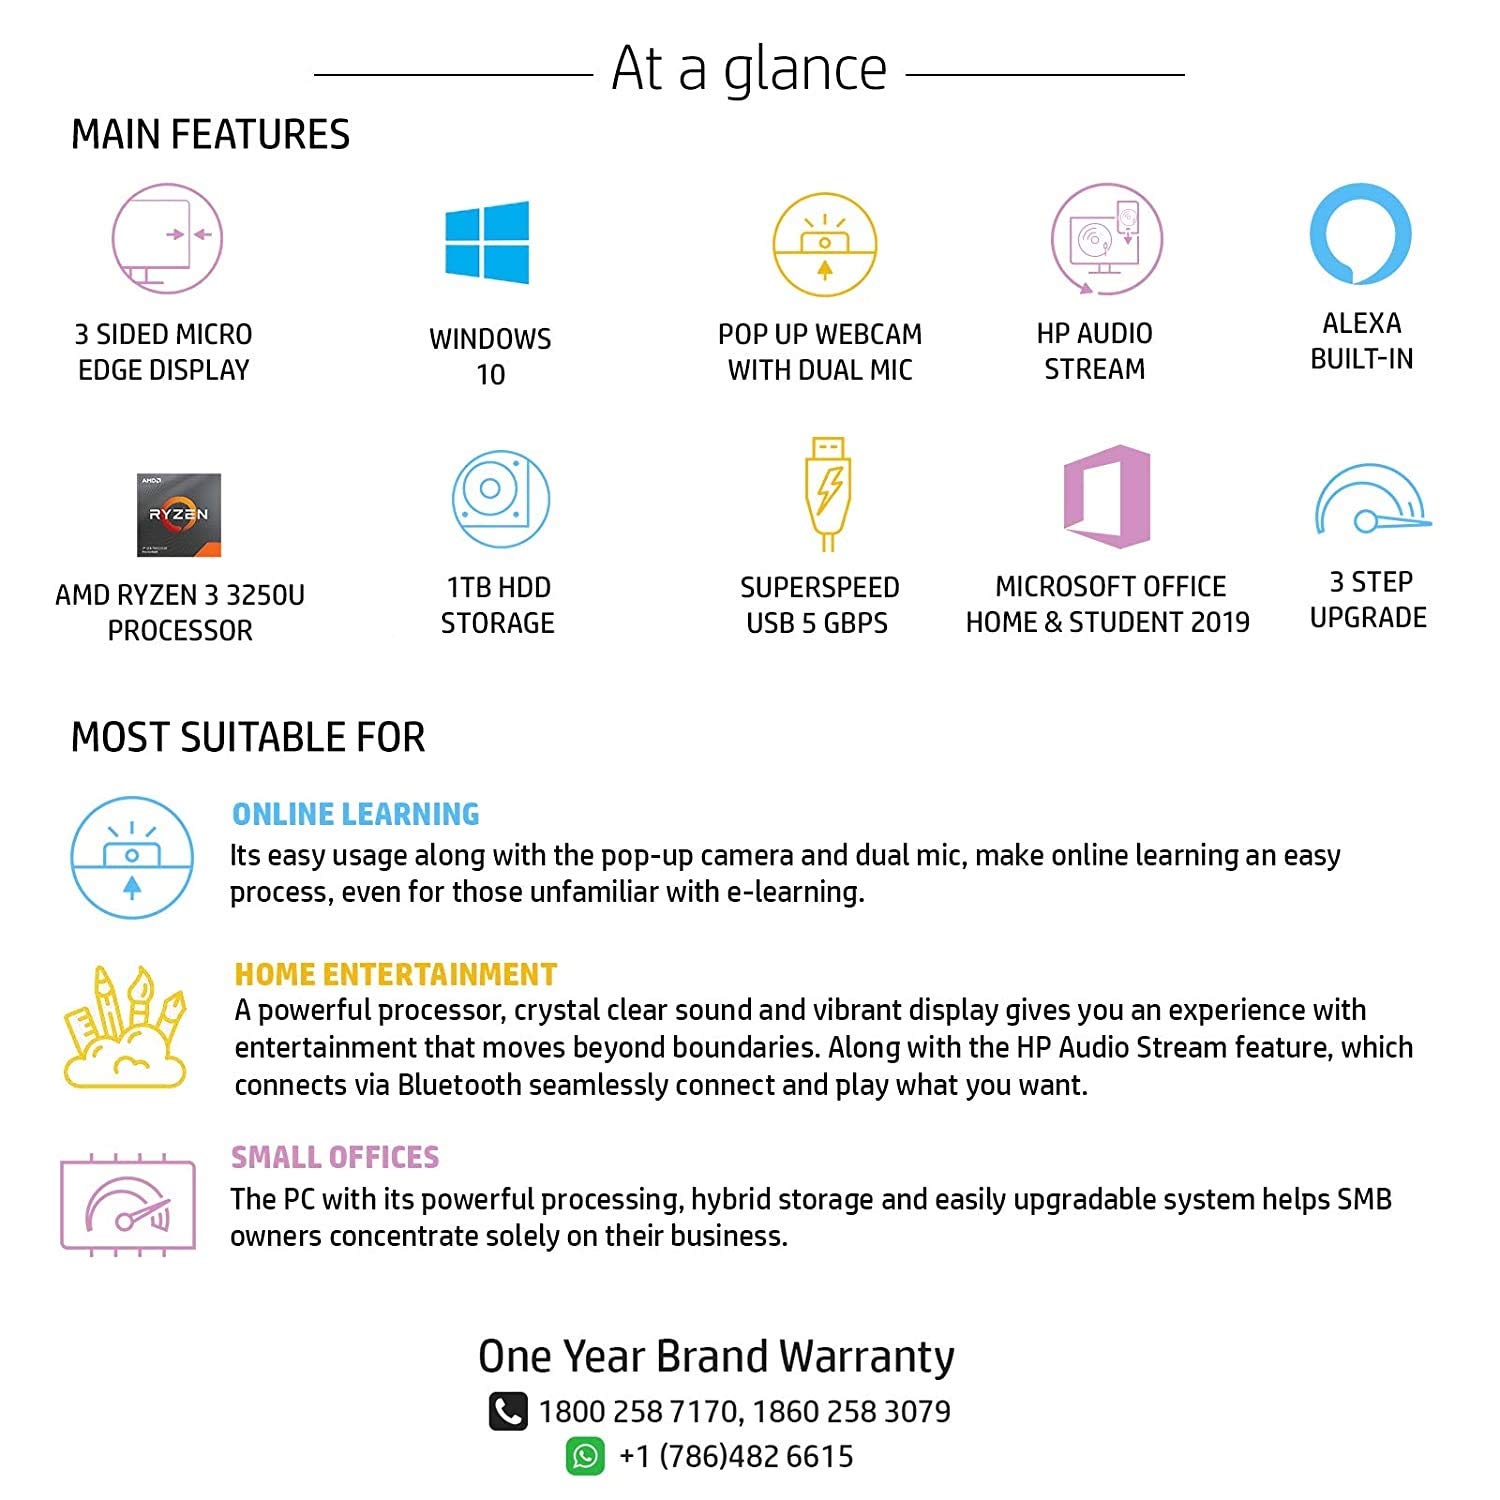 At a glance
MAIN FEATURES
3 SIDED MICRO
EDGE DISPLAY
WINDOWS
10
POP UP WEBCAM
WITH DUAL MIC
HP AUDIO
STREAM
ALEXA
BUILT-IN
AMD
RYZEN
AMD RYZEN 3 3250U
PROCESSOR
1TB HDD
STORAGE
SUPERSPEED
USB 5 GBPS
MICROSOFT OFFICE
HOME & STUDENT 2019
3 STEP
UPGRADE
MOST SUITABLE FOR
ONLINE LEARNING
Its easy usage along with the pop-up camera and dual mic, make online learning an easy
process, even for those unfamiliar with e-learning.
HOME ENTERTAINMENT
A powerful processor, crystal clear sound and vibrant display gives you an experience with
entertainment that moves beyond boundaries. Along with the HP Audio Stream feature, which
connects via Bluetooth seamlessly connect and play what you want.
SMALL OFFICES
The PC with its powerful processing, hybrid storage and easily upgradable system helps SMB
owners concentrate solely on their business.
One Year Brand Warranty
1800 258 7170, 1860 258 3079
+1 (786)482 6615